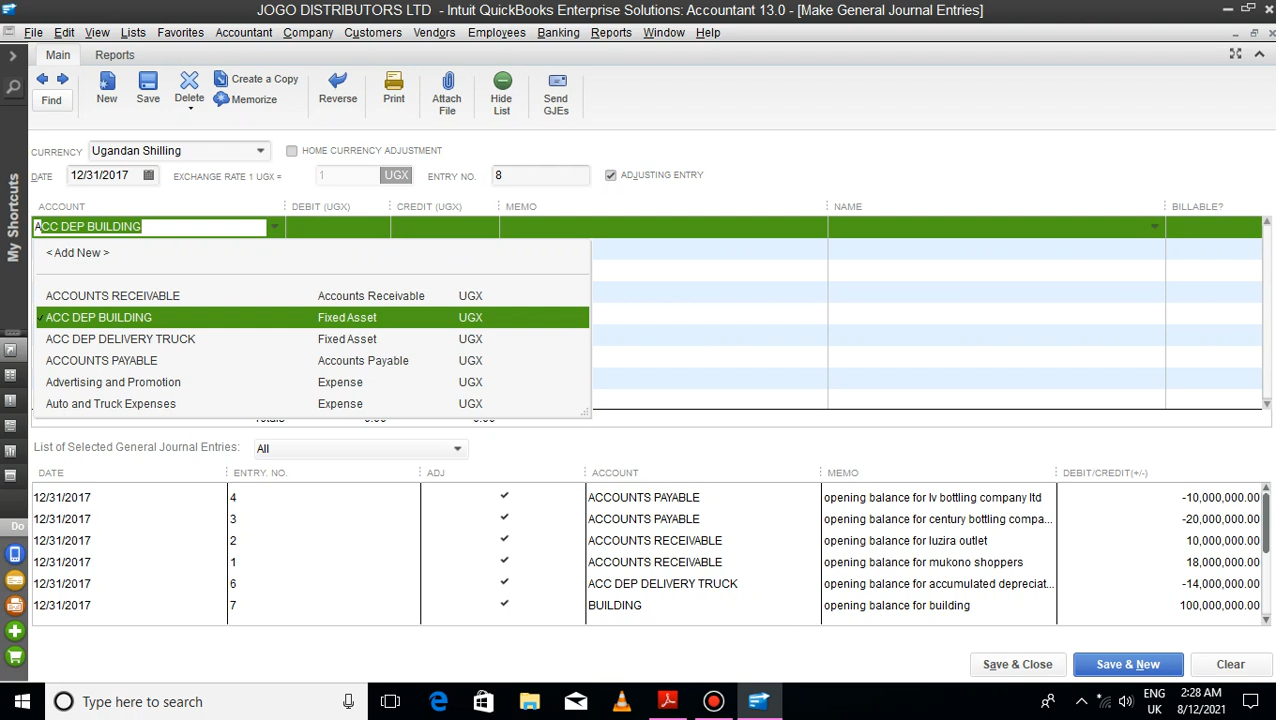 JOGO DISTRIBUTORS LTD - Intuit QuickBooks Enterprise Solutions: Accountant 13.0 - [Make General Journal Entries]
File Edit View Lists Favorites Accountant Company Customers Vendors Employees Banking Reports Window Help
Main Reports
Find New Save Delete Create a Copy Memorize Reverse Print Attach File Hide List Send GJEs
CURRENCY Ugandan Shilling HOME CURRENCY ADJUSTMENT
DATE 12/31/2017 EXCHANGE RATE 1 UGX = 1 UGX ENTRY NO. 8 ADJUSTING ENTRY
ACCOUNT DEBIT (UGX) CREDIT (UGX) MEMO NAME BILLABLE?
ACC DEP BUILDING
< Add New >
ACCOUNTS RECEIVABLE Accounts Receivable UGX
ACC DEP BUILDING Fixed Asset UGX
ACC DEP DELIVERY TRUCK Fixed Asset UGX
ACCOUNTS PAYABLE Accounts Payable UGX
Advertising and Promotion Expense UGX
Auto and Truck Expenses Expense UGX
Totals 0.00 0.00
List of Selected General Journal Entries: All
DATE ENTRY. NO. ADJ ACCOUNT MEMO DEBIT/CREDIT(+/-)
12/31/2017 4 ACCOUNTS PAYABLE opening balance for lv bottling company ltd -10,000,000.00
12/31/2017 3 ACCOUNTS PAYABLE opening balance for century bottling compa... -20,000,000.00
12/31/2017 2 ACCOUNTS RECEIVABLE opening balance for luzira outlet 10,000,000.00
12/31/2017 1 ACCOUNTS RECEIVABLE opening balance for mukono shoppers 18,000,000.00
12/31/2017 6 ACC DEP DELIVERY TRUCK opening balance for accumulated depreciat... -14,000,000.00
12/31/2017 7 BUILDING opening balance for building 100,000,000.00
Save & Close Save & New Clear
My Shortcuts
Do
Type here to search
ENG 2:28 AM
UK 8/12/2021